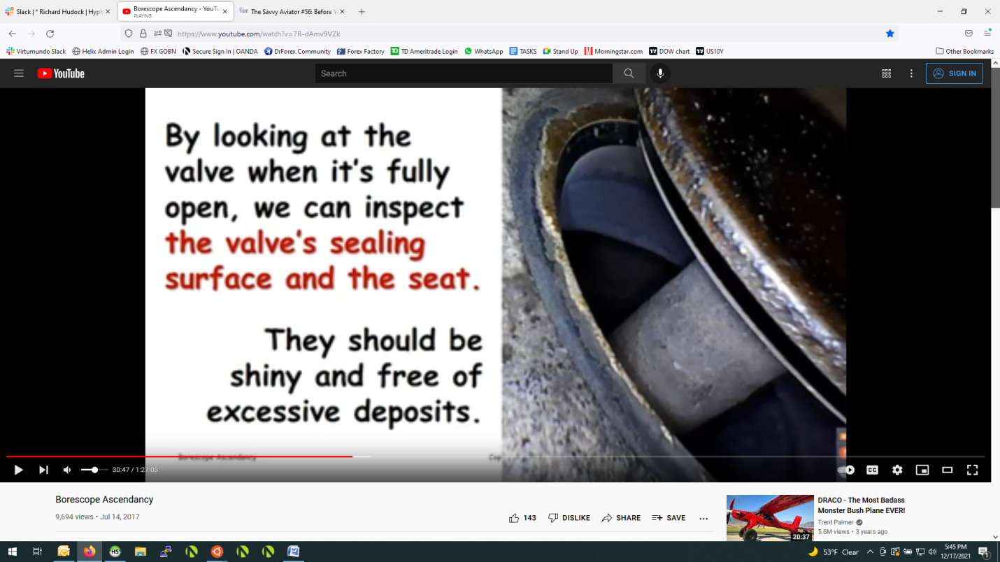 Slack | * Richard Hudock | Hyph
Borescope Ascendancy - YouTu
PLAYING
The Savvy Aviator #56: Before Yo
https://www.youtube.com/watch?v=7R-dAmv9VZk
Virtumundo Slack
Helix Admin Login
FX GOBN
Secure Sign In | OANDA
DrForex Community
Forex Factory
TD Ameritrade Login
WhatsApp
TASKS
Stand Up
Morningstar.com
DOW chart
US10Y
Other Bookmarks
YouTube
Search
SIGN IN
By looking at the
valve when it's fully
open, we can inspect
the valve's sealing
surface and the seat.
They should be
shiny and free of
excessive deposits.
Borescope Ascendancy
Cop
30:47 / 1:27:03
CC
Borescope Ascendancy
9,694 views • Jul 14, 2017
143
DISLIKE
SHARE
SAVE
DRACO - The Most Badass
Monster Bush Plane EVER!
Trent Palmer
5.6M views • 3 years ago
20:37
HS
53°F Clear
5:45 PM
12/17/2021
1